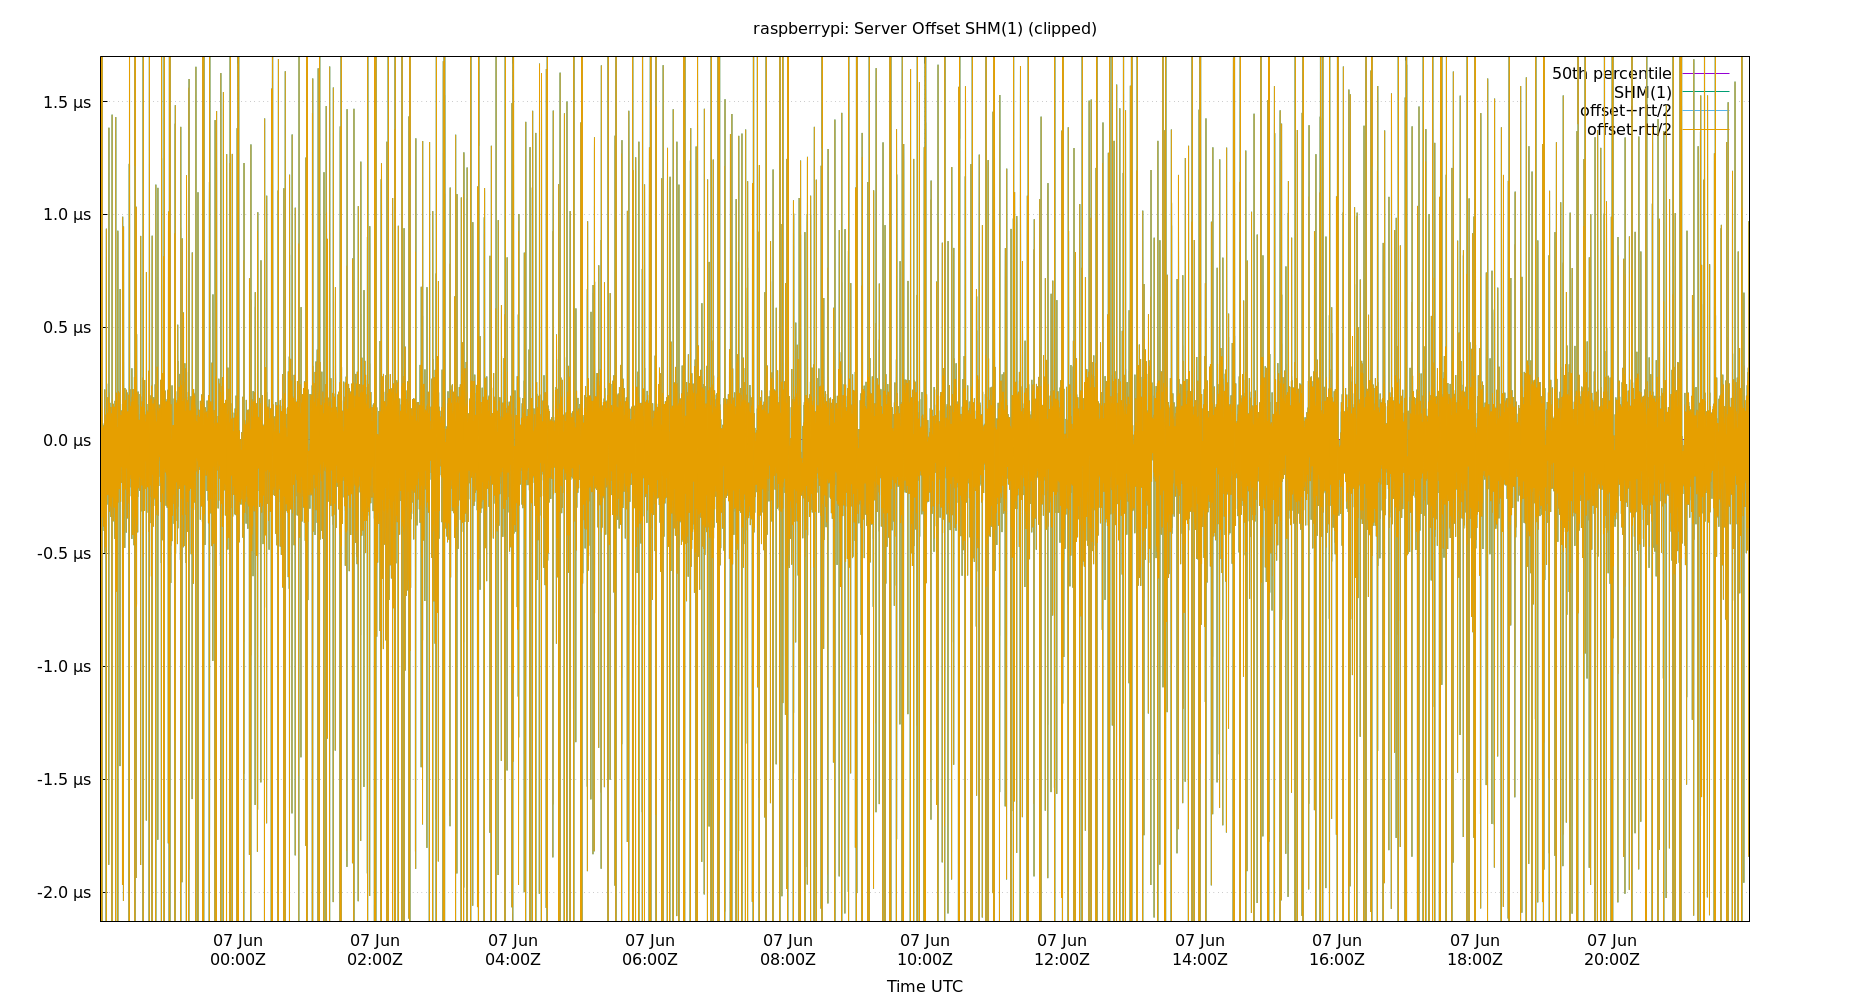 raspberrypi: Server Offset SHM(1) (clipped)
50th percentile
SHM(1)
offset+rtt/2
offset-rtt/2
1.5 µs
1.0 µs
0.5 µs
0.0 µs
-0.5 µs
-1.0 µs
-1.5 µs
-2.0 µs
07 Jun 07 Jun 07 Jun 07 Jun 07 Jun 07 Jun 07 Jun 07 Jun 07 Jun 07 Jun 07 Jun
00:00Z 02:00Z 04:00Z 06:00Z 08:00Z 10:00Z 12:00Z 14:00Z 16:00Z 18:00Z 20:00Z
Time UTC